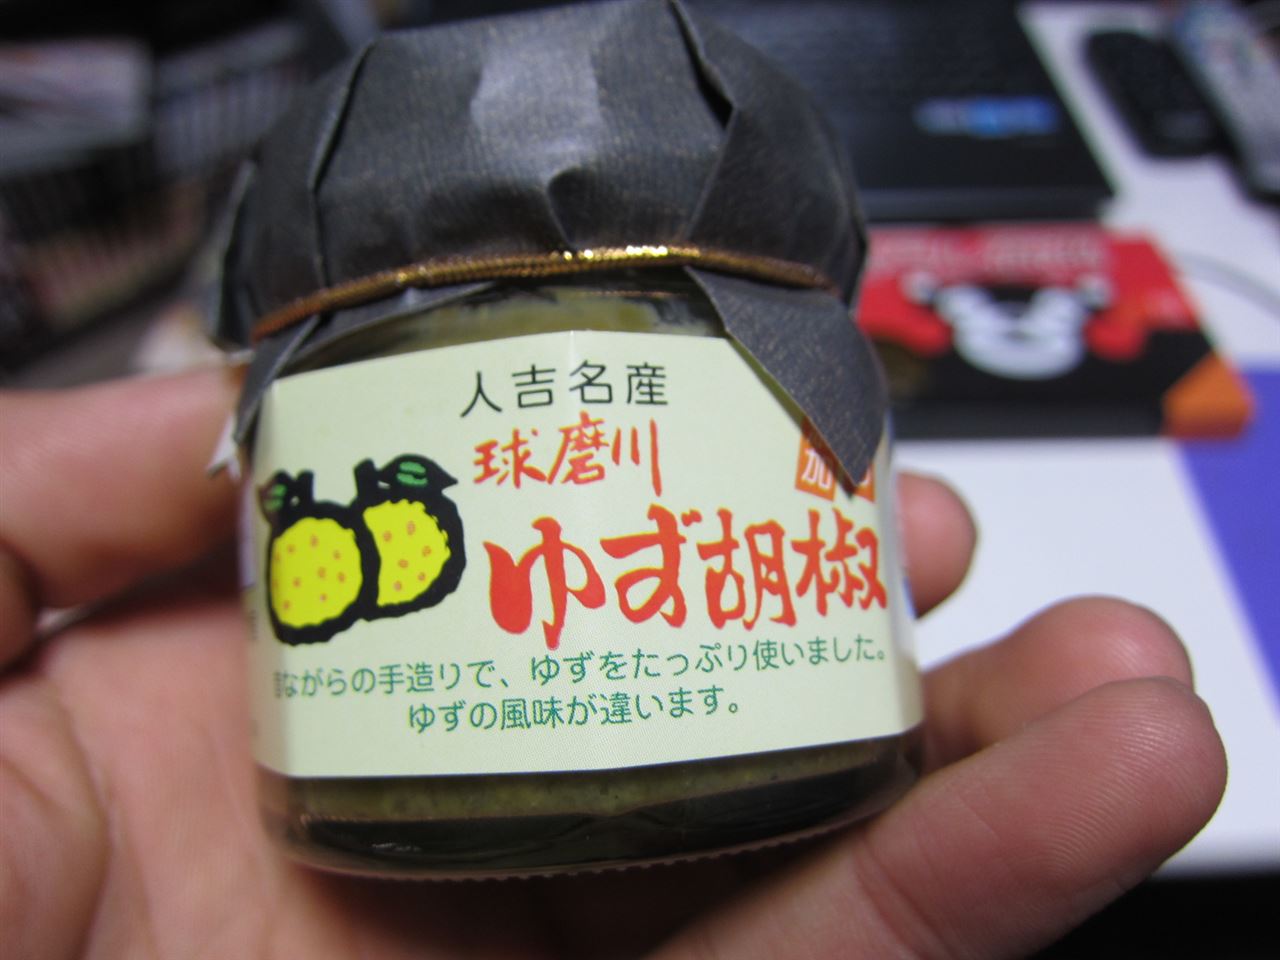 人吉名産
球磨川
加
ゆず胡椒
ながらの手造りで、ゆずをたっぷり使いました。
ゆずの風味が違います。